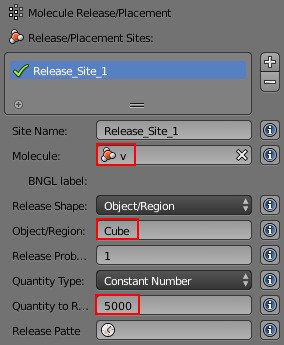 Molecule Release/Placement
Release/Placement Sites:
Release_Site_1
Site Name: Release_Site_1
Molecule: v
BNGL label:
Release Shape: Object/Region
Object/Region: Cube
Release Prob... 1
Quantity Type: Constant Number
Quantity to R... 5000
Release Patte